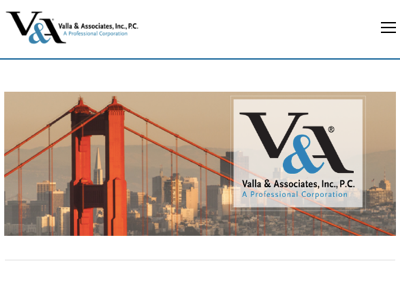 V&A
Valla & Associates, Inc., P.C.
A Professional Corporation
V&A®
Valla & Associates, Inc., P.C.
A Professional Corporation